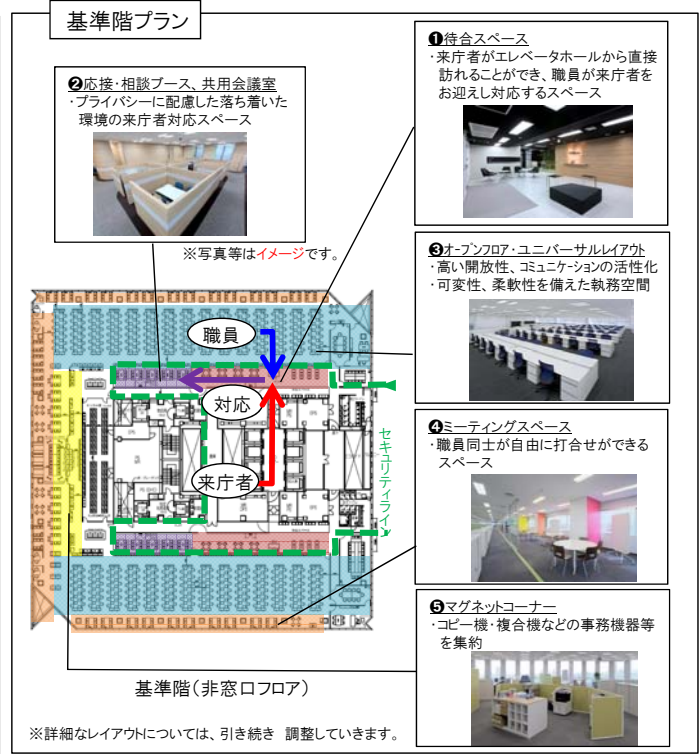 基準階プラン
❶待合スペース
・来庁者がエレベータホールから直接
訪れることができ、職員が来庁者を
お迎えし対応するスペース
❷応接・相談ブース、共用会議室
・プライバシーに配慮した落ち着いた
環境の来庁者対応スペース
※写真等はイメージです。
❸オープンフロア・ユニバーサルレイアウト
・高い開放性、コミュニケーションの活性化
・可変性、柔軟性を備えた執務空間
職員
対応
来庁者
セキュリティライン
❹ミーティングスペース
・職員同士が自由に打合せができる
スペース
❺マグネットコーナー
・コピー機・複合機などの事務機器等
を集約
基準階(非窓口フロア)
※詳細なレイアウトについては、引き続き 調整していきます。